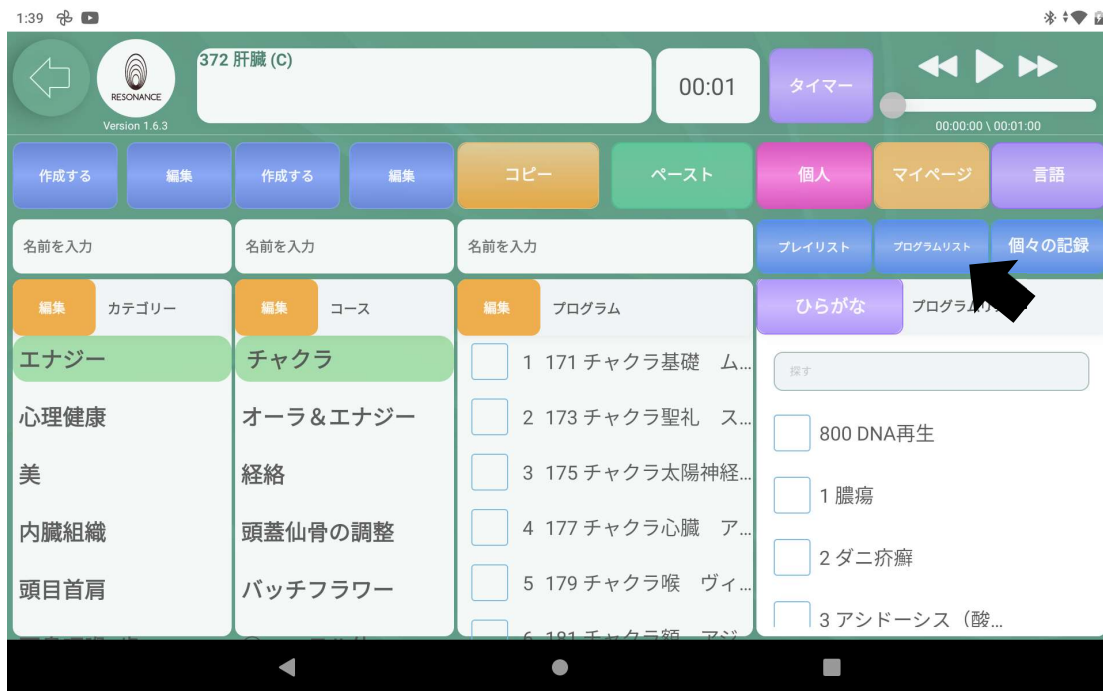 1:39
372 肝臓 (C)
RESONANCE
Version 1.6.3
00:01
タイマー
00:00:00 \ 00:01:00
作成する
編集
作成する
編集
コピー
ペースト
個人
マイページ
言語
名前を入力
名前を入力
名前を入力
プレイリスト
プログラムリスト
個々の記録
編集
カテゴリー
編集
コース
編集
プログラム
ひらがな
エナジー
心理健康
美
内臓組織
頭目首肩
チャクラ
オーラ&エナジー
経絡
頭蓋仙骨の調整
バッチフラワー
1 171 チャクラ基礎 ム...
2 173 チャクラ聖礼 ス...
3 175 チャクラ太陽神経...
4 177 チャクラ心臓 ア...
5 179 チャクラ喉 ヴィ...
6 181 チャクラ額 アジ
探す
800 DNA再生
1 膿瘍
2 ダニ疥癬
3 アシドーシス（酸...